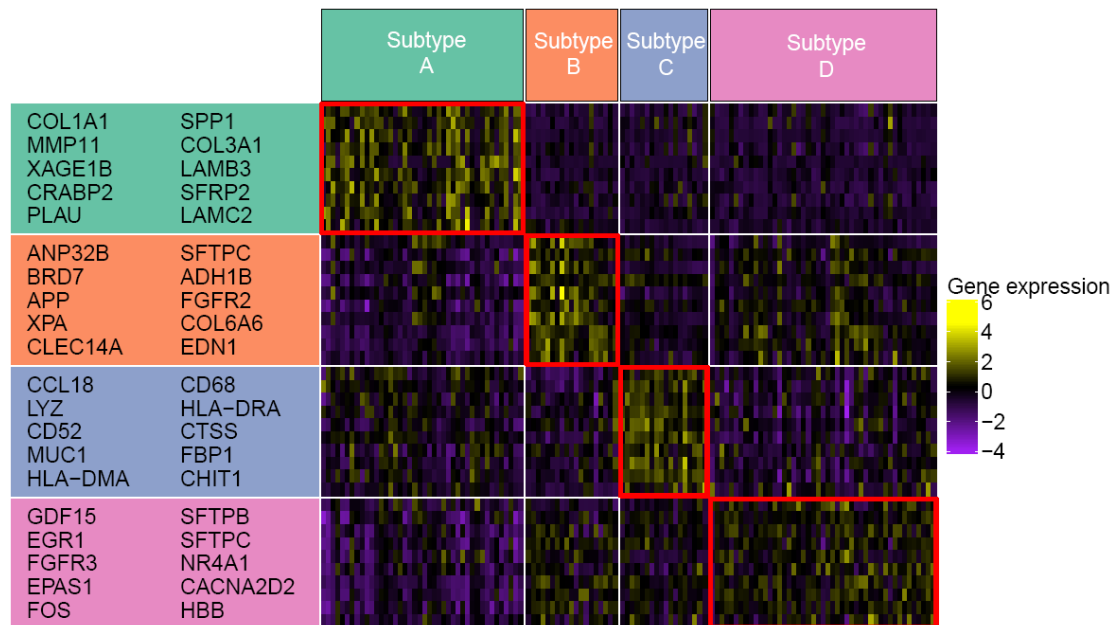 Subtype A
Subtype B
Subtype C
Subtype D
COL1A1 SPP1
MMP11 COL3A1
XAGE1B LAMB3
CRABP2 SFRP2
PLAU LAMC2
ANP32B SFTPC
BRD7 ADH1B
APP FGFR2
XPA COL6A6
CLEC14A EDN1
CCL18 CD68
LYZ HLA−DRA
CD52 CTSS
MUC1 FBP1
HLA−DMA CHIT1
GDF15 SFTPB
EGR1 SFTPC
FGFR3 NR4A1
EPAS1 CACNA2D2
FOS HBB
Gene expression
6
4
2
0
−2
−4